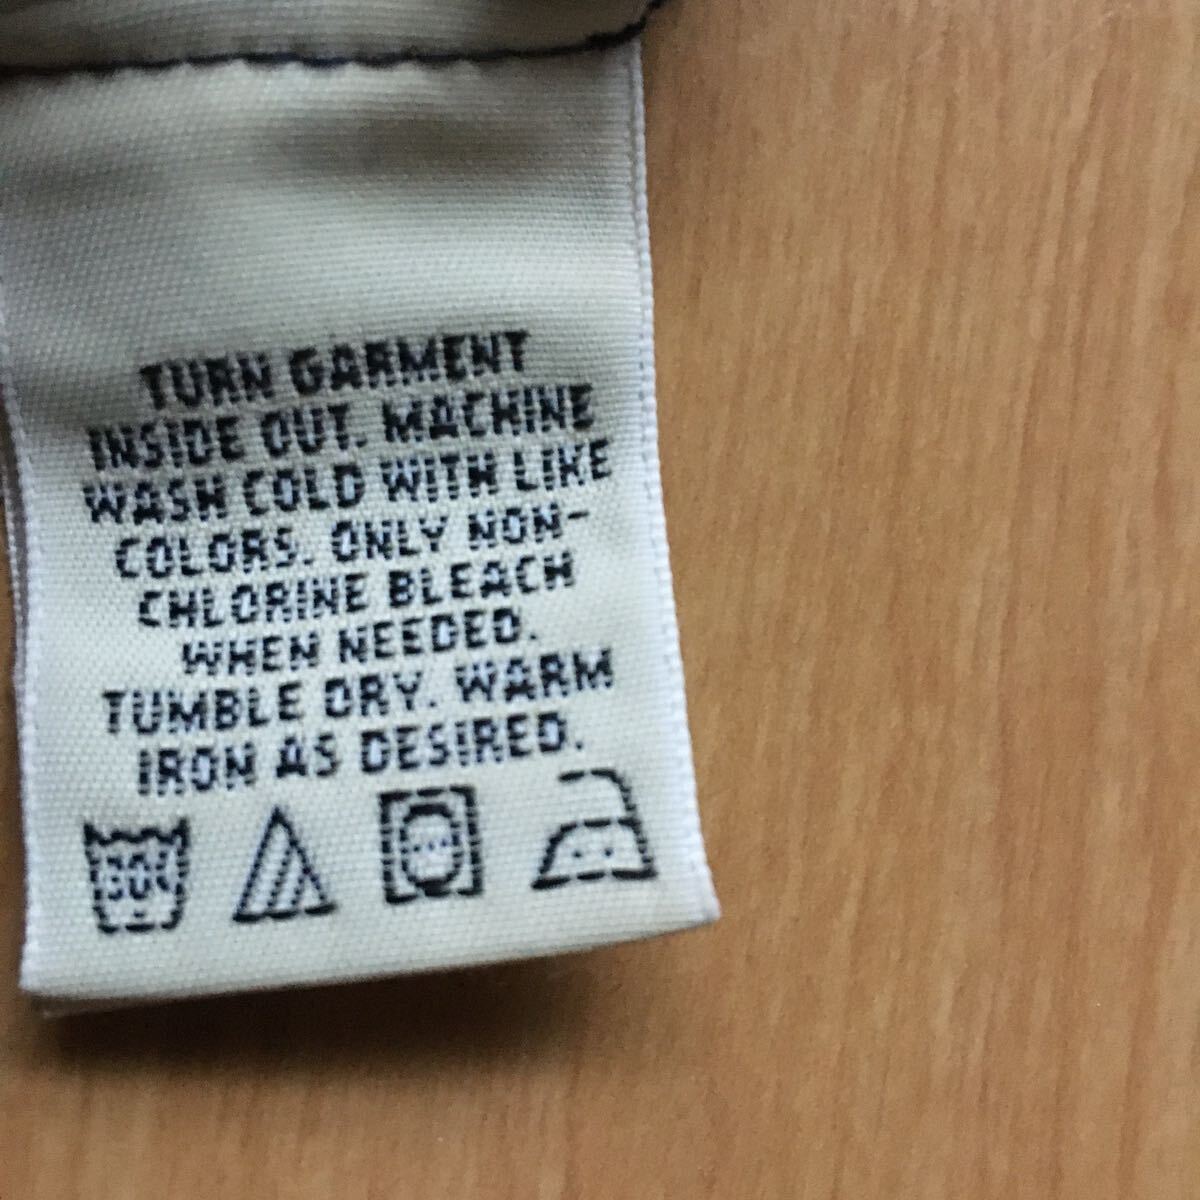 TURN GARMENT
INSIDE OUT. MACHINE
WASH COLD WITH LIKE
COLORS. ONLY NON-
CHLORINE BLEACH
WHEN NEEDED.
TUMBLE DRY. WARM
IRON AS DESIRED.